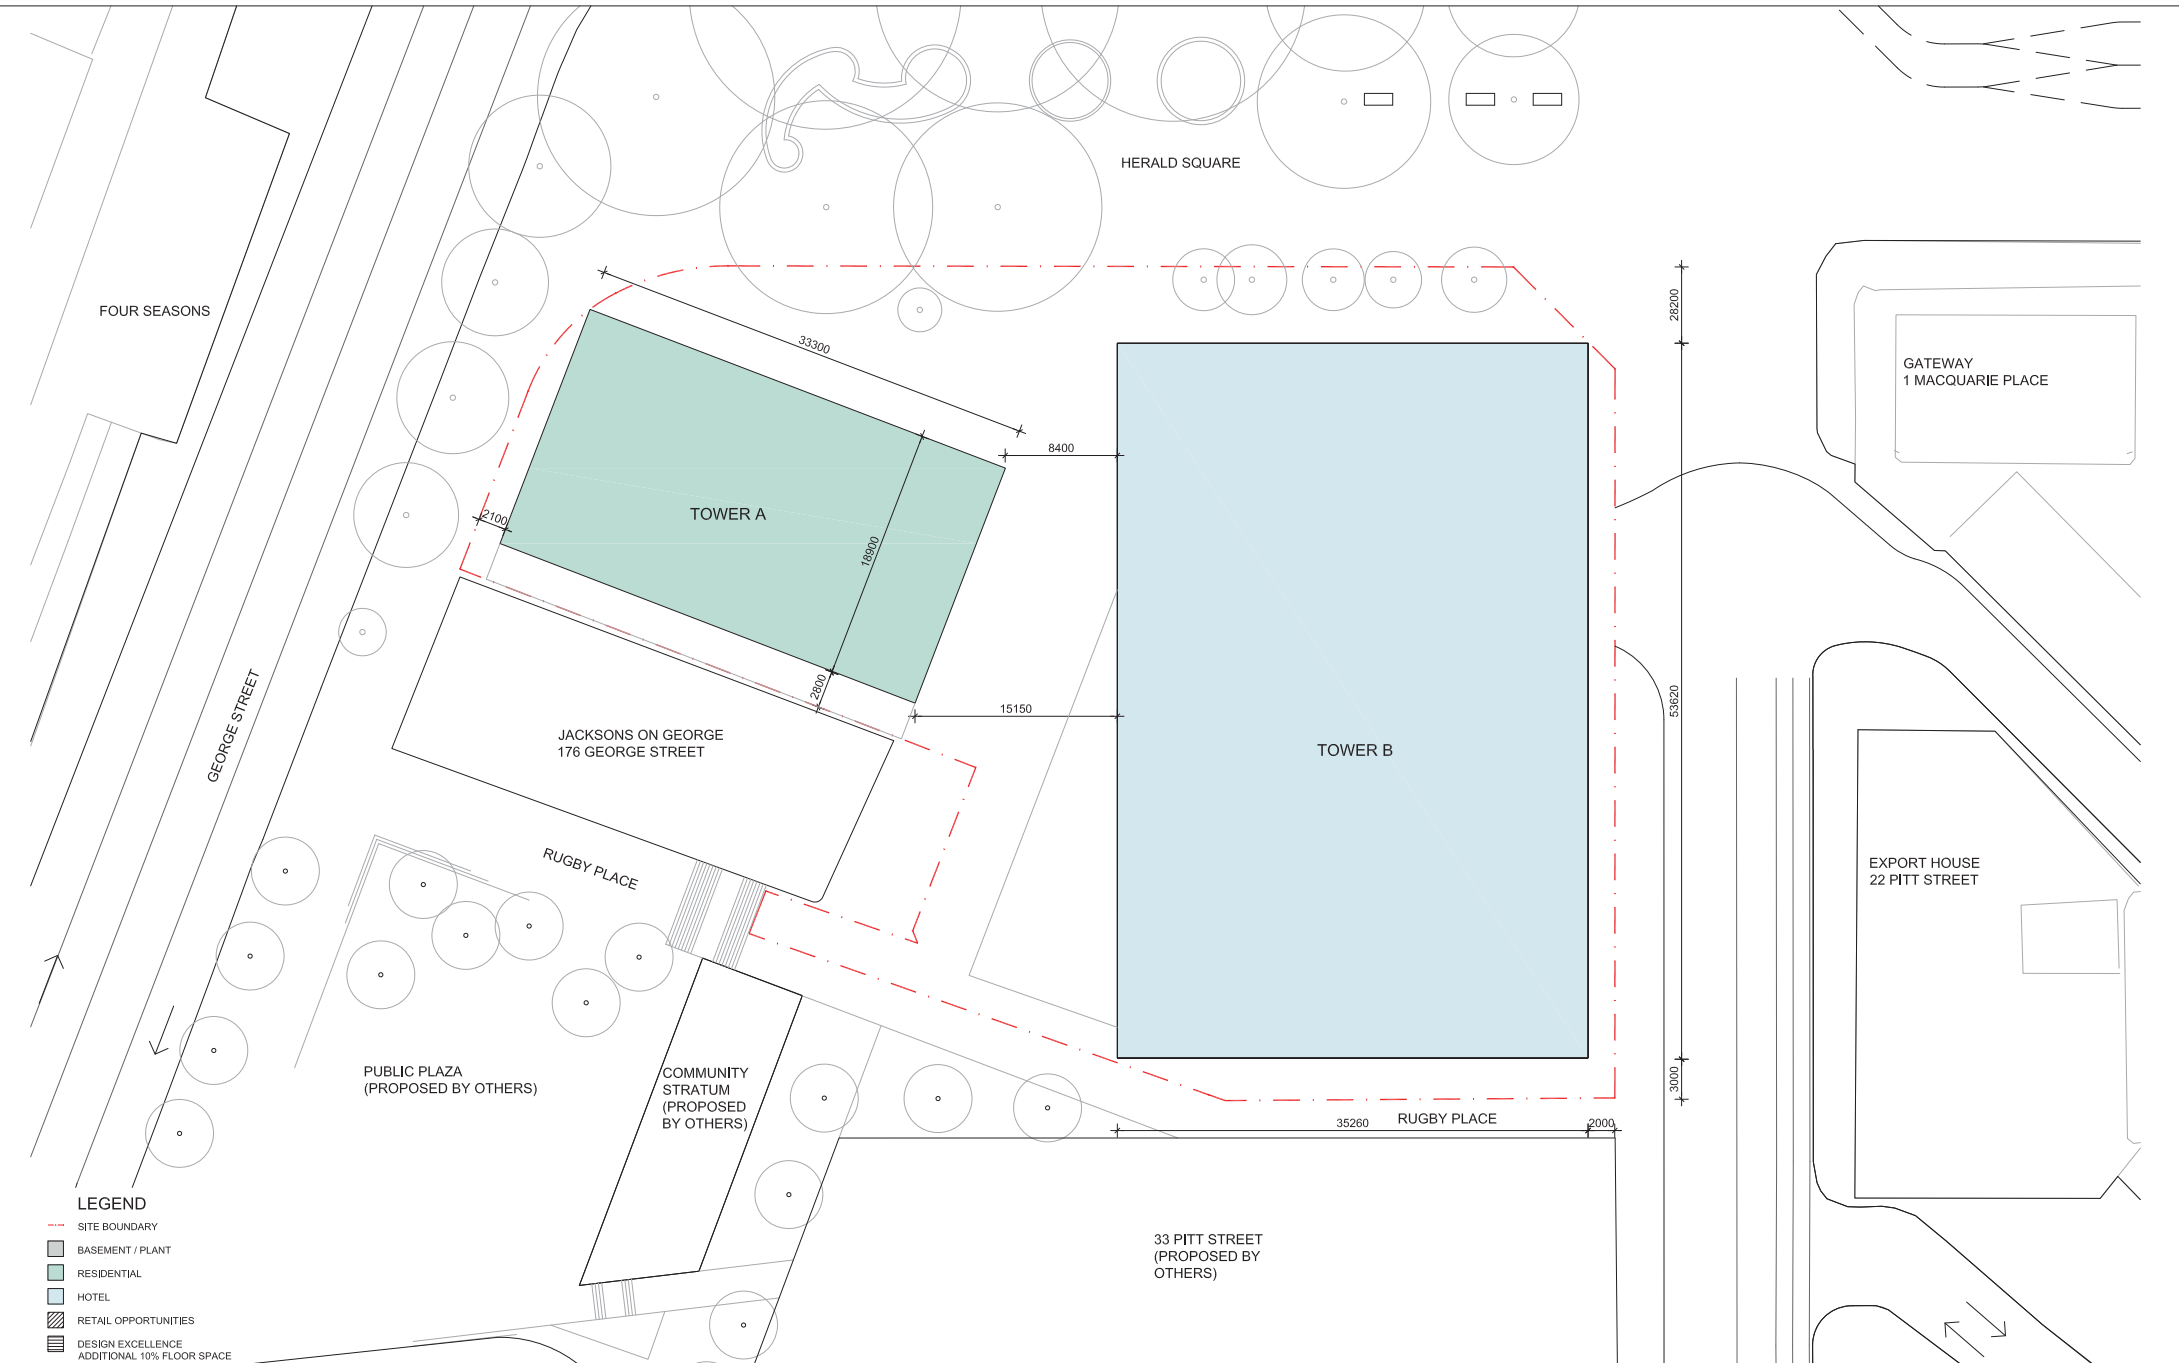 HERALD SQUARE
FOUR SEASONS
28200
33300
GATEWAY
1 MACQUARIE PLACE
8400
2100
TOWER A
18900
2800
15150
53620
GEORGE STREET
JACKSONS ON GEORGE
176 GEORGE STREET
TOWER B
RUGBY PLACE
EXPORT HOUSE
22 PITT STREET
PUBLIC PLAZA
(PROPOSED BY OTHERS)
COMMUNITY
STRATUM
(PROPOSED
BY OTHERS)
3000
RUGBY PLACE
35260
2000
33 PITT STREET
(PROPOSED BY
OTHERS)
LEGEND
SITE BOUNDARY
BASEMENT / PLANT
RESIDENTIAL
HOTEL
RETAIL OPPORTUNITIES
DESIGN EXCELLENCE
ADDITIONAL 10% FLOOR SPACE